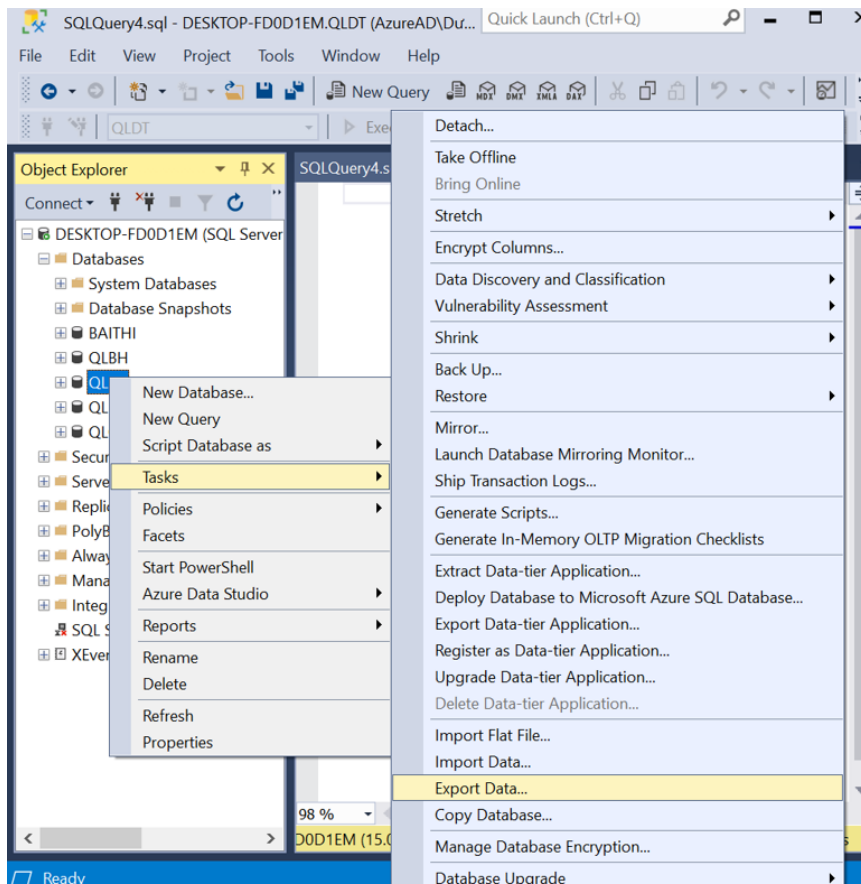 SQLQuery4.sql - DESKTOP-FD0D1EM.QLDT (AzureAD\Dư...
Quick Launch (Ctrl+Q)
File Edit View Project Tools Window Help
New Query MDX DMX XMLA DAX
QLDT Exe
Object Explorer
SQLQuery4.s
Connect
DESKTOP-FD0D1EM (SQL Server
Databases
System Databases
Database Snapshots
BAITHI
QLBH
QL
QL
QL
Secur
Serve
Replic
PolyB
Alway
Mana
Integ
SQL S
XEver
New Database...
New Query
Script Database as
Tasks
Policies
Facets
Start PowerShell
Azure Data Studio
Reports
Rename
Delete
Refresh
Properties
Detach...
Take Offline
Bring Online
Stretch
Encrypt Columns...
Data Discovery and Classification
Vulnerability Assessment
Shrink
Back Up...
Restore
Mirror...
Launch Database Mirroring Monitor...
Ship Transaction Logs...
Generate Scripts...
Generate In-Memory OLTP Migration Checklists
Extract Data-tier Application...
Deploy Database to Microsoft Azure SQL Database...
Export Data-tier Application...
Register as Data-tier Application...
Upgrade Data-tier Application...
Delete Data-tier Application...
Import Flat File...
Import Data...
Export Data...
Copy Database...
Manage Database Encryption...
Database Upgrade
98 %
D0D1EM (15.0
s
Ready